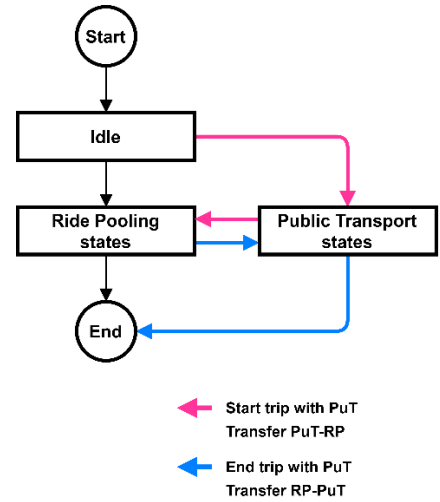 Start
Idle
Ride Pooling
states
Public Transport
states
End
Start trip with PuT
Transfer PuT-RP
End trip with PuT
Transfer RP-PuT